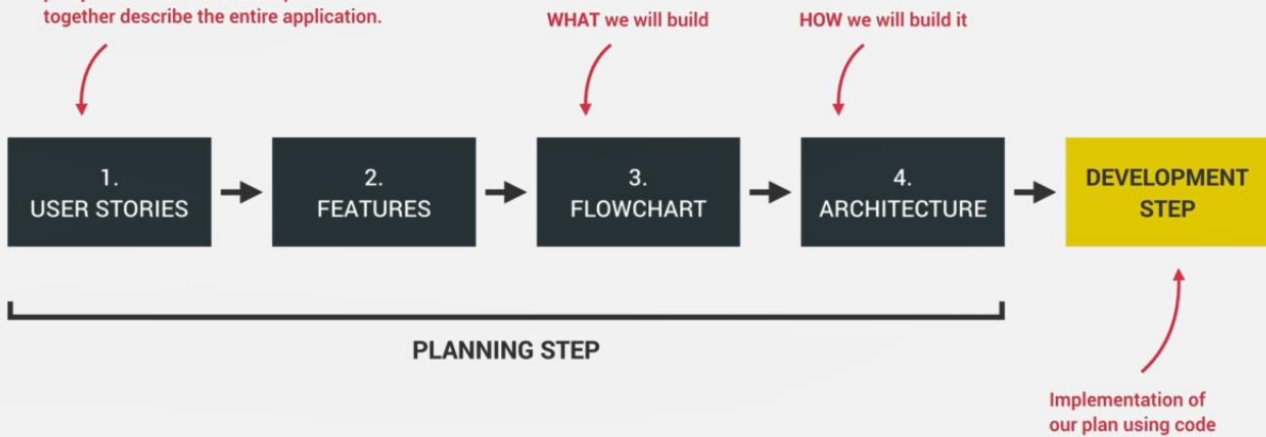 together describe the entire application.
WHAT we will build
HOW we will build it
1.
USER STORIES
2.
FEATURES
3.
FLOWCHART
4.
ARCHITECTURE
DEVELOPMENT
STEP
PLANNING STEP
Implementation of
our plan using code